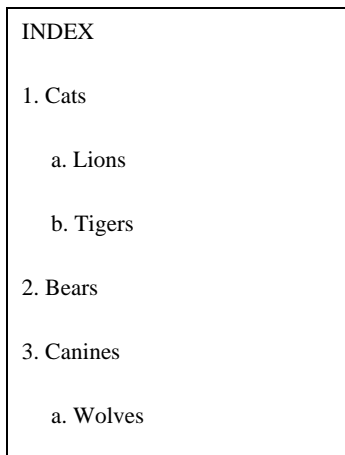 INDEX
1. Cats
a. Lions
b. Tigers
2. Bears
3. Canines
a. Wolves